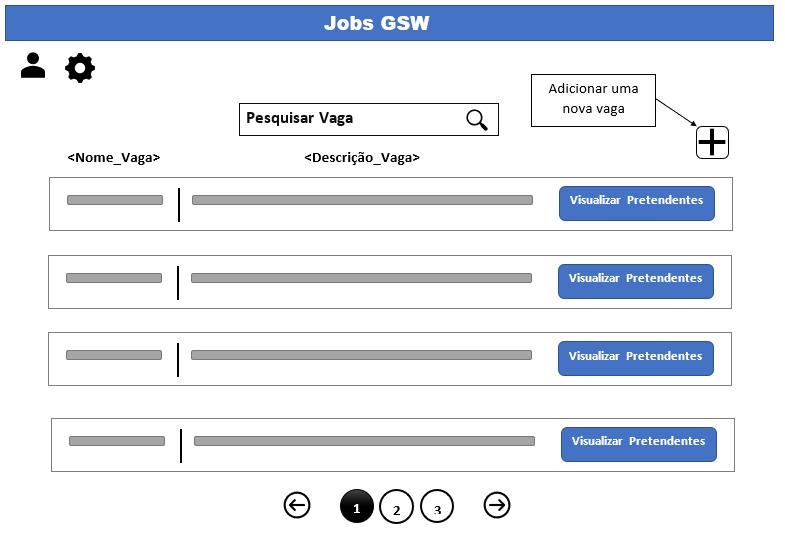 Jobs GSW
Adicionar uma
nova vaga
Pesquisar Vaga
<Nome_Vaga>
<Descrição_Vaga>
Visualizar Pretendentes
Visualizar Pretendentes
Visualizar Pretendentes
Visualizar Pretendentes
1
2
3